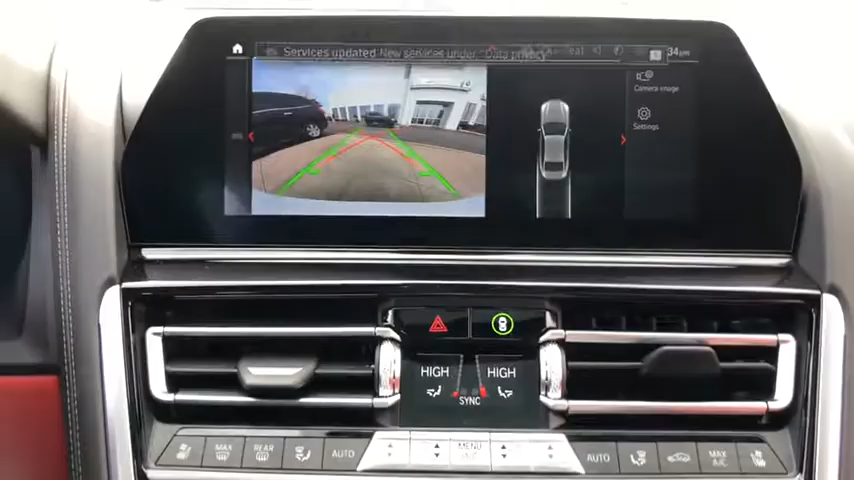 Services updated New services under "Data privacy"
34
Camera image
Settings
HIGH HIGH
SYNC
MAX REAR AUTO MENU AUTO MAX
A/C A/C